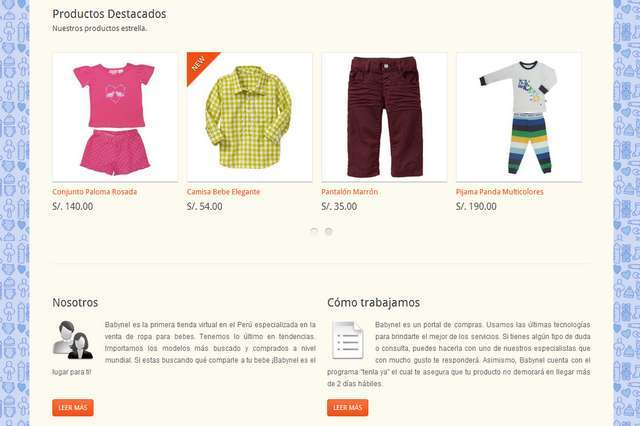 Productos Destacados
Nuestros productos estrella.
NEW
Conjunto Paloma Rosada
Camisa Bebe Elegante
Pantalón Marrón
Pijama Panda Multicolores
S/. 140.00
S/. 54.00
S/. 35.00
S/. 190.00
Nosotros
Babynel es la primera tienda virtual en el Perú especializada en la
venta de ropa para bebes. Tenemos lo último en tendencias.
Importamos los modelos más buscado y comprados a nivel
mundial. Si estas buscando qué comparle a tu bebe ¡Babynel es el
lugar para ti!
LEER MÁS
Cómo trabajamos
Babynel es un portal de compras. Usamos las últimas tecnologías
para brindarte el mejor de los servicios. Si tienes algún tipo de duda
o consulta, puedes hacerla con uno de nuestros especialistas que
con mucho gusto te responderá. Asimismo, Babynel cuenta con el
programa "tenla ya" el cual te asegura que tu producto no demorará en llegar más
de 2 días hábiles.
LEER MÁS